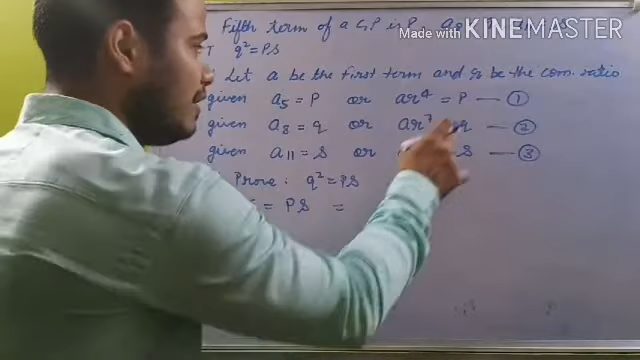 Fifth term of a G.P is P, a8
Made With KINEMASTER
T q² = PS
Let a be the first term and r be the com. ratio
given a5 = P or ar⁴ = P — ①
given a8 = q or ar⁷ = q — ②
given a11 = S or S — ③
Prove : q² = PS
= PS =